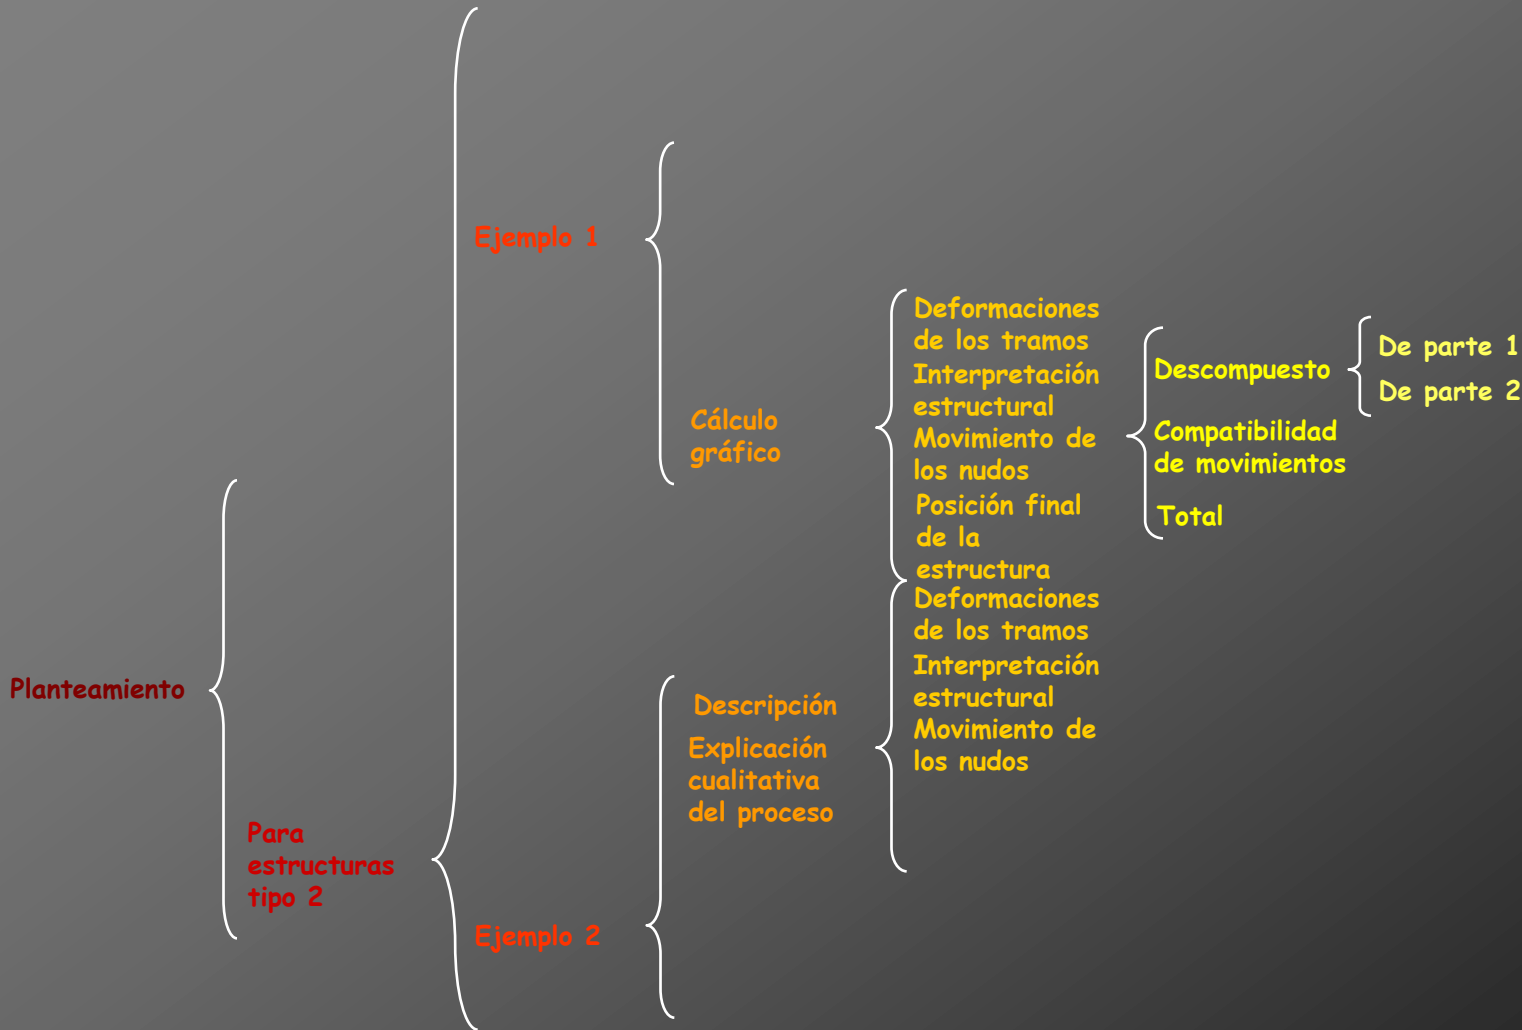 Planteamiento
Para
estructuras
tipo 2
Ejemplo 1
Cálculo
gráfico
Deformaciones
de los tramos
Interpretación
estructural
Movimiento de
los nudos
Posición final
de la
estructura
Descompuesto
De parte 1
De parte 2
Compatibilidad
de movimientos
Total
Ejemplo 2
Descripción
Explicación
cualitativa
del proceso
Deformaciones
de los tramos
Interpretación
estructural
Movimiento de
los nudos